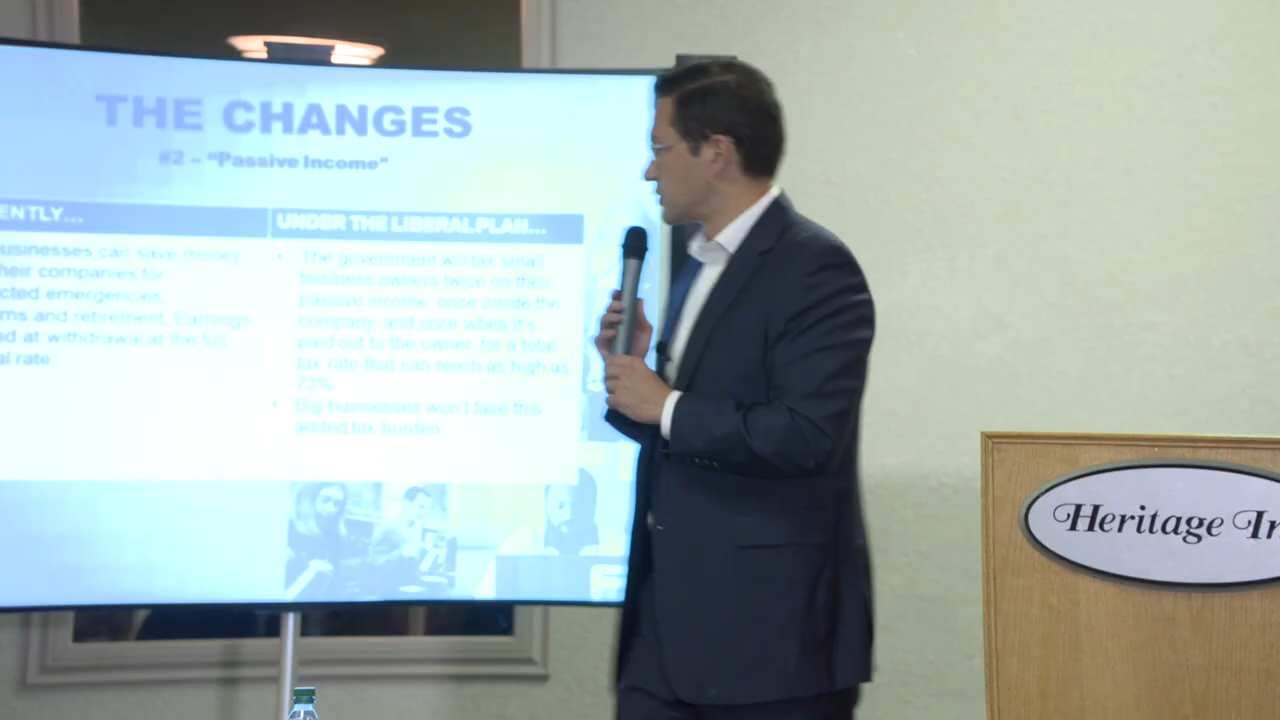 THE CHANGES
#2 – "Passive Income"
ENTLY...
usinesses can save money
heir companies for
cted emergencies,
rns and retirement. Earnings
ed at withdrawal at the full
al rate
UNDER THE LIBERAL PLAN...
• The government will tax small
business owners twice on their
passive income: once inside the
company, and once when it's
paid out to the owner, for a total
tax rate that can reach as high as
73%.
• Big businesses won't face this
added tax burden.
Heritage In